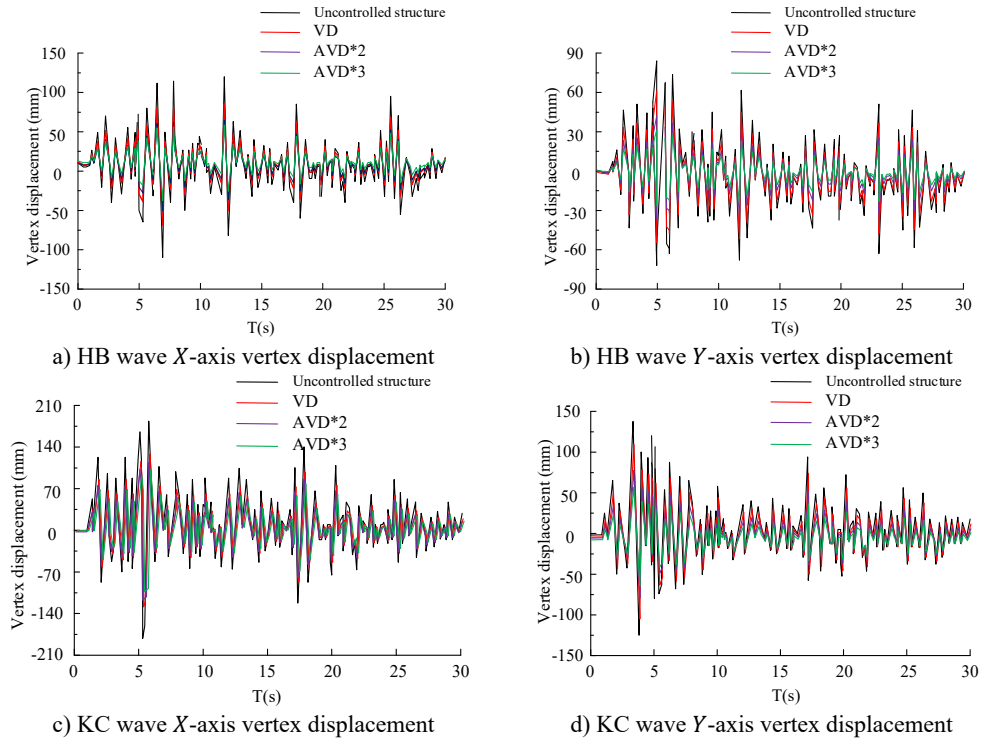 Uncontrolled structure
VD
AVD*2
AVD*3
Vertex displacement (mm)
150
100
50
0
-50
-100
-150
0 5 10 15 20 25 30
T(s)
a) HB wave X-axis vertex displacement
Uncontrolled structure
VD
AVD*2
AVD*3
Vertex displacement (mm)
90
60
30
0
-30
-60
-90
0 5 10 15 20 25 30
T(s)
b) HB wave Y-axis vertex displacement
Uncontrolled structure
VD
AVD*2
AVD*3
Vertex displacement (mm)
210
140
70
0
-70
-140
-210
0 5 10 15 20 25 30
T(s)
c) KC wave X-axis vertex displacement
Uncontrolled structure
VD
AVD*2
AVD*3
Vertex displacement (mm)
150
100
50
0
-50
-100
-150
0 5 10 15 20 25 30
T(s)
d) KC wave Y-axis vertex displacement